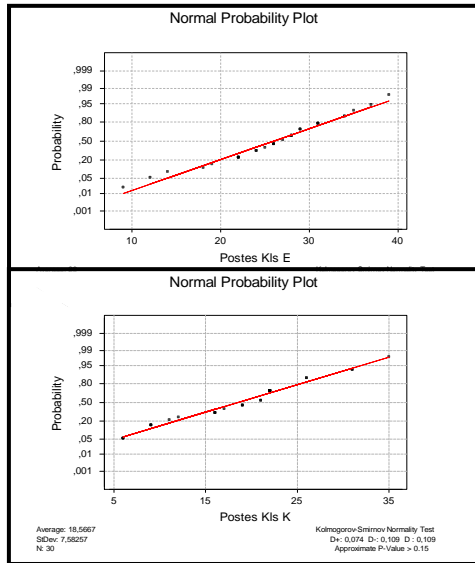 Normal Probability Plot
,999
,99
,95
,80
,50
,20
,05
,01
,001
Probability
10 20 30 40
Postes Kls E
Normal Probability Plot
,999
,99
,95
,80
,50
,20
,05
,01
,001
Probability
5 15 25 35
Postes Kls K
Average: 18,5667
StDev: 7,58257
N: 30
Kolmogorov-Smirnov Normality Test
D+: 0,074 D-: 0,109 D : 0,109
Approximate P-Value > 0.15